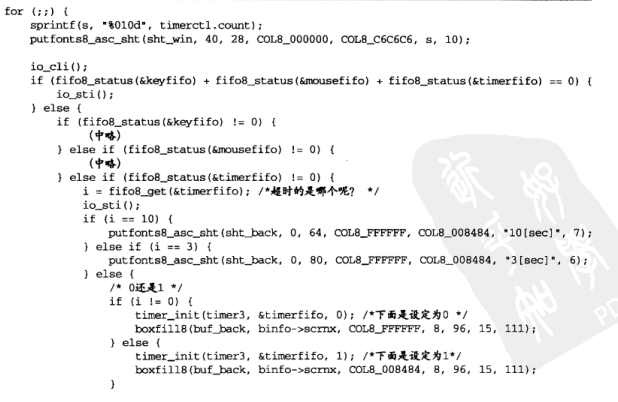 for (;;) {
    sprintf(s, "%010d", timerctl.count);
    putfonts8_asc_sht(sht_win, 40, 28, COL8_000000, COL8_C6C6C6, s, 10);

    io_cli();
    if (fifo8_status(&keyfifo) + fifo8_status(&mousefifo) + fifo8_status(&timerfifo) == 0) {
        io_sti();
    } else {
        if (fifo8_status(&keyfifo) != 0) {
            (中略)
        } else if (fifo8_status(&mousefifo) != 0) {
            (中略)
        } else if (fifo8_status(&timerfifo) != 0) {
            i = fifo8_get(&timerfifo); /*超时的是哪个呢? */
            io_sti();
            if (i == 10) {
                putfonts8_asc_sht(sht_back, 0, 64, COL8_FFFFFF, COL8_008484, "10[sec]", 7);
            } else if (i == 3) {
                putfonts8_asc_sht(sht_back, 0, 80, COL8_FFFFFF, COL8_008484, "3[sec]", 6);
            } else {
                /* 0还是1 */
                if (i != 0) {
                    timer_init(timer3, &timerfifo, 0); /*下面是设定为0 */
                    boxfill8(buf_back, binfo->scrnx, COL8_FFFFFF, 8, 96, 15, 111);
                } else {
                    timer_init(timer3, &timerfifo, 1); /*下面是设定为1*/
                    boxfill8(buf_back, binfo->scrnx, COL8_008484, 8, 96, 15, 111);
                }
PD